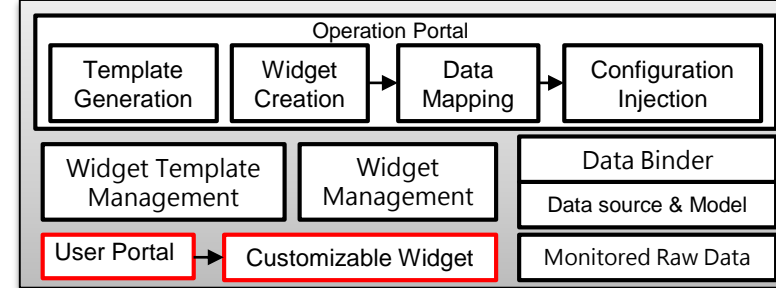 Operation Portal
Template
Generation
Widget
Creation
Data
Mapping
Configuration
Injection
Widget Template
Management
Widget
Management
Data Binder
Data source & Model
User Portal
Customizable Widget
Monitored Raw Data